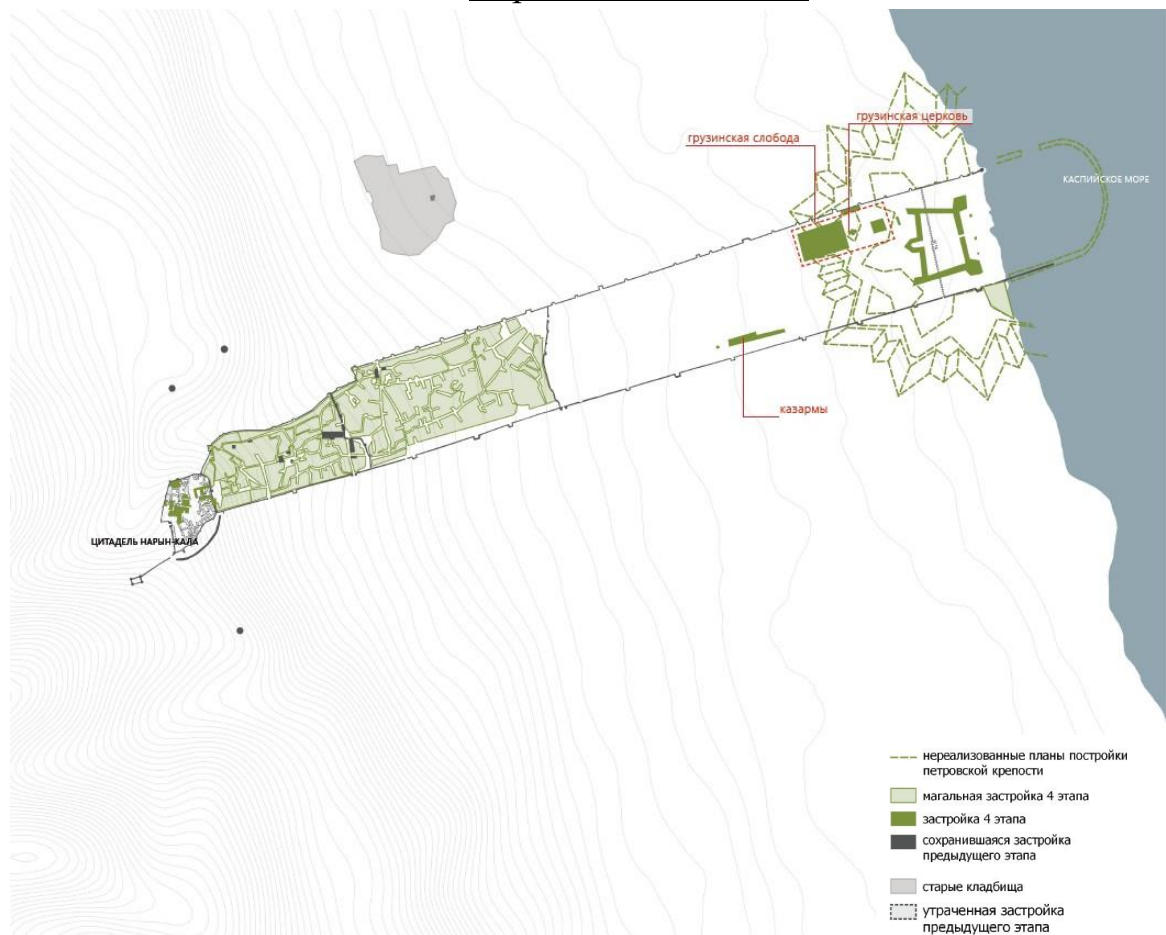 грузинская церковь
грузинская слобода
КАСПИЙСКОЕ МОРЕ
казармы
ЦИТАДЕЛЬ НАРЫН-КАЛА
нереализованные планы постройки
петровской крепости
магальная застройка 4 этапа
застройка 4 этапа
сохранившаяся застройка
предыдущего этапа
старые кладбища
утраченная застройка
предыдущего этапа